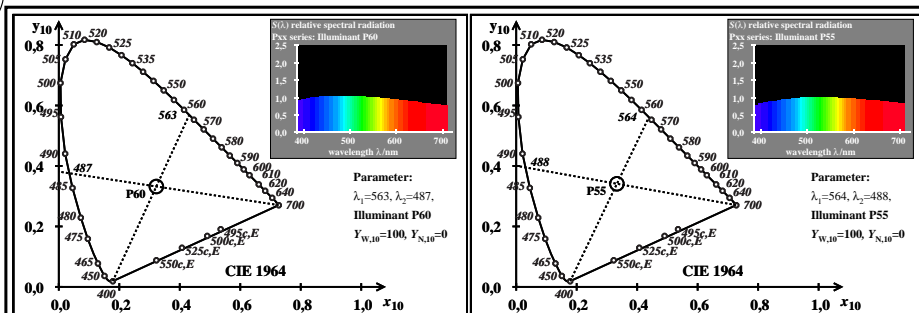 y10
0,8
0,6
0,4
0,2
0,0
0,0 0,2 0,4 0,6 0,8 1,0
x10
510 520 525
505
535
500
550
560
563
495
570
580
590
600
610
620
640
700
490
487
485
P60
480
475
465
450
400
495c,E
500c,E
525c,E
550c,E
CIE 1964
S(λ) relative spectral radiation
Pxx series: Illuminant P60
2,5
2,0
1,5
1,0
0,5
0,0
400 500 600 700
wavelength λ/nm
Parameter:
λ1=563, λ2=487,
Illuminant P60
YW,10=100, YN,10=0
y10
0,8
0,6
0,4
0,2
0,0
0,0 0,2 0,4 0,6 0,8 1,0
x10
510 520 525
505
535
500
550
560
564
495
570
580
590
600
610
620
640
700
490
488
485
P55
480
475
465
450
400
495c,E
500c,E
525c,E
550c,E
CIE 1964
S(λ) relative spectral radiation
Pxx series: Illuminant P55
2,5
2,0
1,5
1,0
0,5
0,0
400 500 600 700
wavelength λ/nm
Parameter:
λ1=564, λ2=488,
Illuminant P55
YW,10=100, YN,10=0